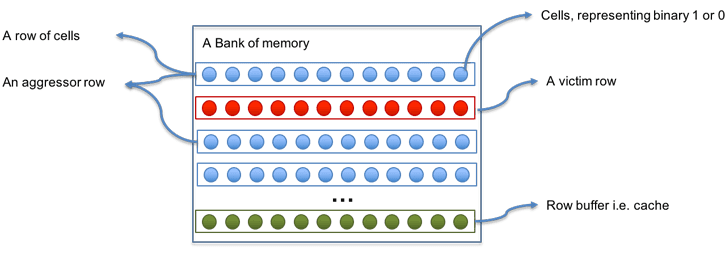 Cells, representing binary 1 or 0
A row of cells
A Bank of memory
An aggressor row
A victim row
...
Row buffer i.e. cache